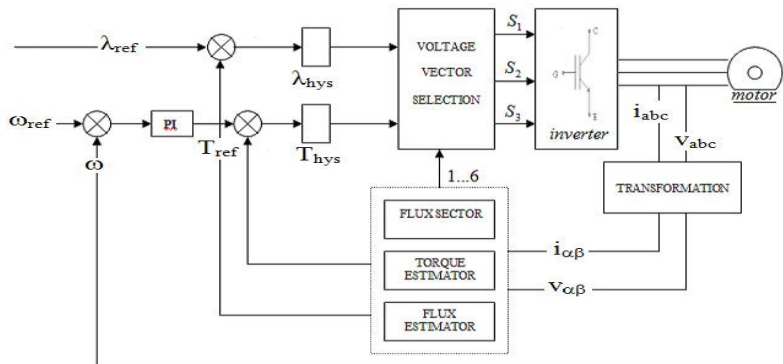 λref
λhys
VOLTAGE
VECTOR
SELECTION
S1
S2
S3
C
G
E
inverter
motor
ωref
PI
Tref
Thys
ω
iabc
vabc
1...6
TRANSFORMATION
FLUX SECTOR
TORQUE
ESTIMATOR
FLUX
ESTIMATOR
iαβ
vαβ